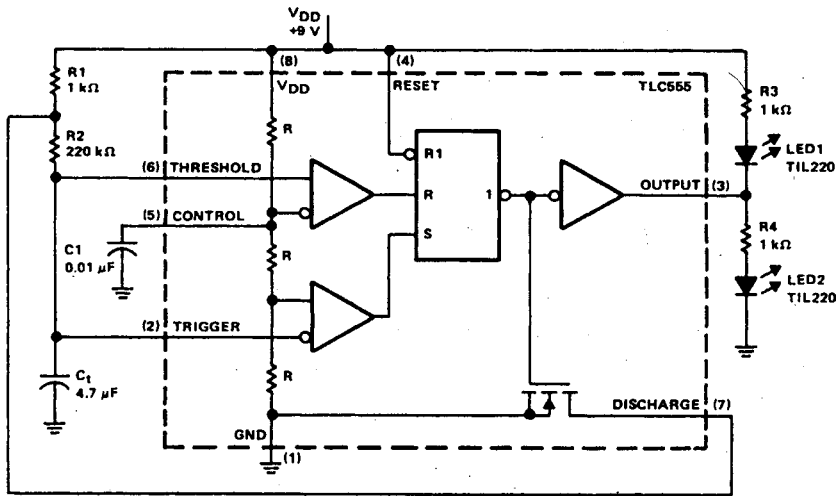 VDD
+9 V
(8)
(4)
R1
1 kΩ
VDD
RESET
TLC555
R3
1 kΩ
R
R2
220 kΩ
R1
LED1
TIL220
(6) THRESHOLD
R
1
OUTPUT (3)
(5) CONTROL
S
R4
1 kΩ
C1
0.01 μF
R
LED2
TIL220
(2) TRIGGER
R
Ct
4.7 μF
DISCHARGE (7)
GND
(1)